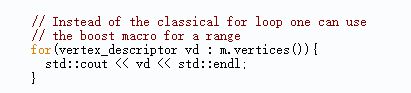 // Instead of the classical for loop one can use
// the boost macro for a range
for(vertex_descriptor vd : m.vertices()){
  std::cout << vd << std::endl;
}